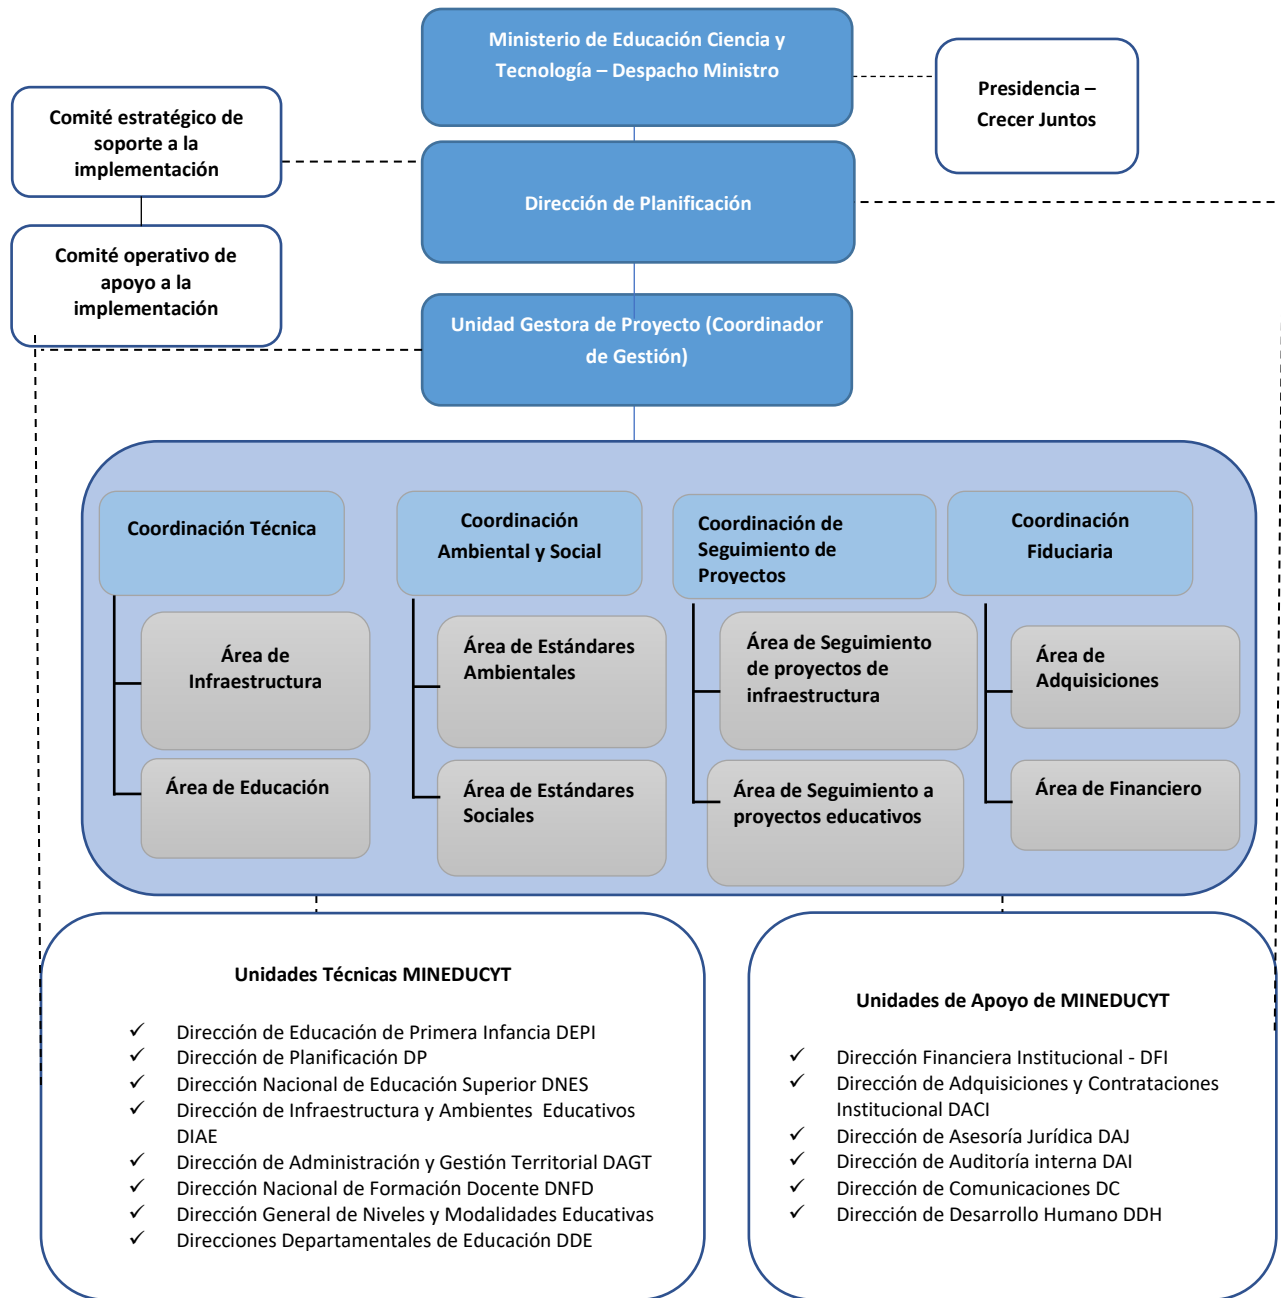 Ministerio de Educación Ciencia y
Tecnología – Despacho Ministro
Presidencia –
Crecer Juntos
Comité estratégico de
soporte a la
implementación
Dirección de Planificación
Comité operativo de
apoyo a la
implementación
Unidad Gestora de Proyecto (Coordinador
de Gestión)
Coordinación Técnica
Coordinación
Ambiental y Social
Coordinación de
Seguimiento de
Proyectos
Coordinación
Fiduciaria
Área de
Infraestructura
Área de Estándares
Ambientales
Área de Seguimiento
de proyectos de
infraestructura
Área de
Adquisiciones
Área de Educación
Área de Estándares
Sociales
Área de Seguimiento a
proyectos educativos
Área de Financiero
Unidades Técnicas MINEDUCYT
✓ Dirección de Educación de Primera Infancia DEPI
✓ Dirección de Planificación DP
✓ Dirección Nacional de Educación Superior DNES
✓ Dirección de Infraestructura y Ambientes  Educativos
DIAE
✓ Dirección de Administración y Gestión Territorial DAGT
✓ Dirección Nacional de Formación Docente DNFD
✓ Dirección General de Niveles y Modalidades Educativas
✓ Direcciones Departamentales de Educación DDE
Unidades de Apoyo de MINEDUCYT
✓ Dirección Financiera Institucional - DFI
✓ Dirección de Adquisiciones y Contrataciones
Institucional DACI
✓ Dirección de Asesoría Jurídica DAJ
✓ Dirección de Auditoría interna DAI
✓ Dirección de Comunicaciones DC
✓ Dirección de Desarrollo Humano DDH